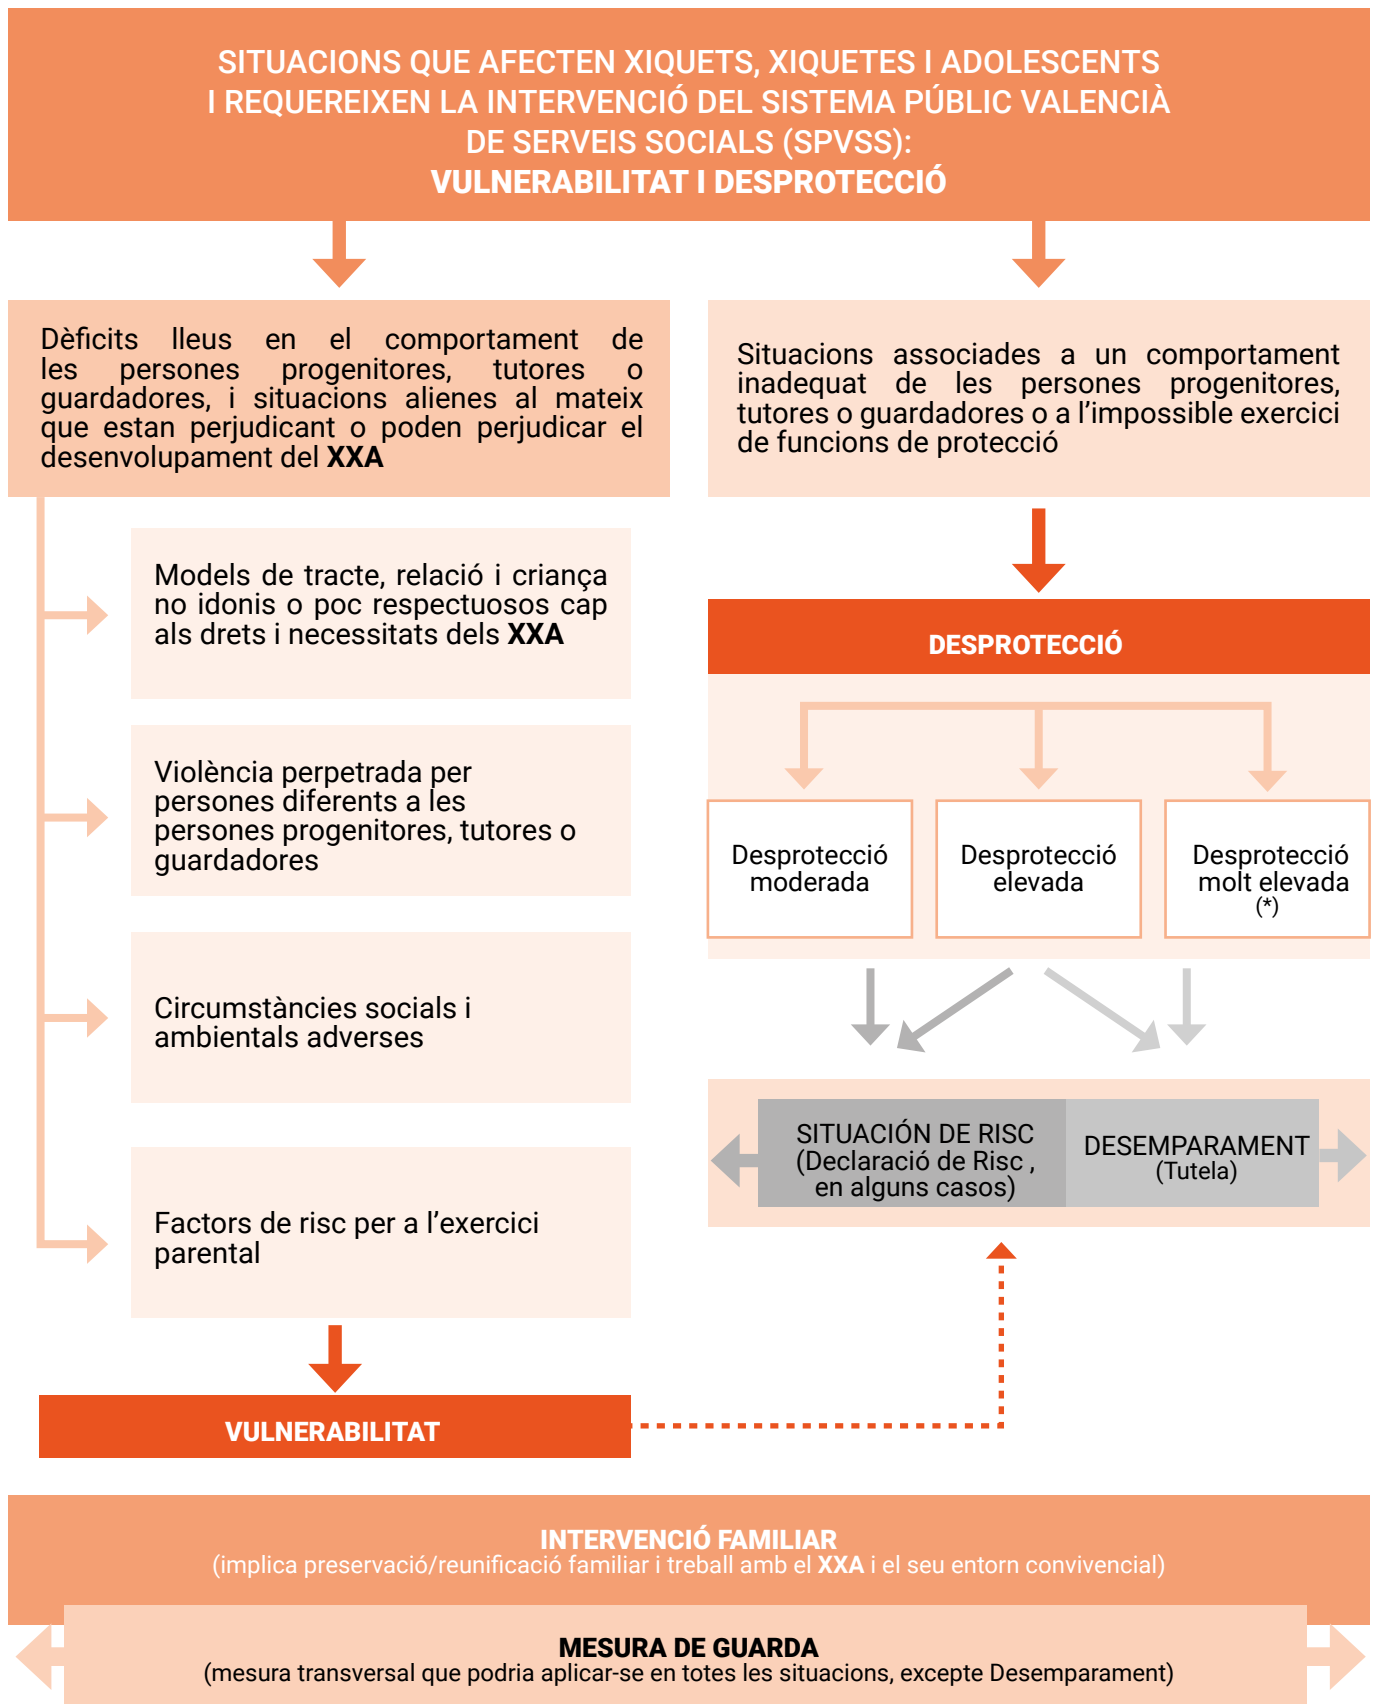 SITUACIONS QUE AFECTEN XIQUETS, XIQUETES I ADOLESCENTS
I REQUEREIXEN LA INTERVENCIÓ DEL SISTEMA PÚBLIC VALENCIÀ
DE SERVEIS SOCIALS (SPVSS):
VULNERABILITAT I DESPROTECCIÓ
Dèficits lleus en el comportament de
les persones progenitores, tutores o
guardadores, i situacions alienes al mateix
que estan perjudicant o poden perjudicar el
desenvolupament del XXA
Models de tracte, relació i criança
no idonis o poc respectuosos cap
als drets i necessitats dels XXA
Violència perpetrada per
persones diferents a les
persones progenitores, tutores o
guardadores
Circumstàncies socials i
ambientals adverses
Factors de risc per a l’exercici
parental
VULNERABILITAT
Situacions associades a un comportament
inadequat de les persones progenitores,
tutores o guardadores o a l’impossible exercici
de funcions de protecció
DESPROTECCIÓ
Desprotecció
moderada
Desprotecció
elevada
Desprotecció
molt elevada
(*)
SITUACIÓN DE RISC
(Declaració de Risc ,
en alguns casos)
DESEMPARAMENT
(Tutela)
INTERVENCIÓ FAMILIAR
(implica preservació/reunificació familiar i treball amb el XXA i el seu entorn convivencial)
MESURA DE GUARDA
(mesura transversal que podria aplicar-se en totes les situacions, excepte Desemparament)